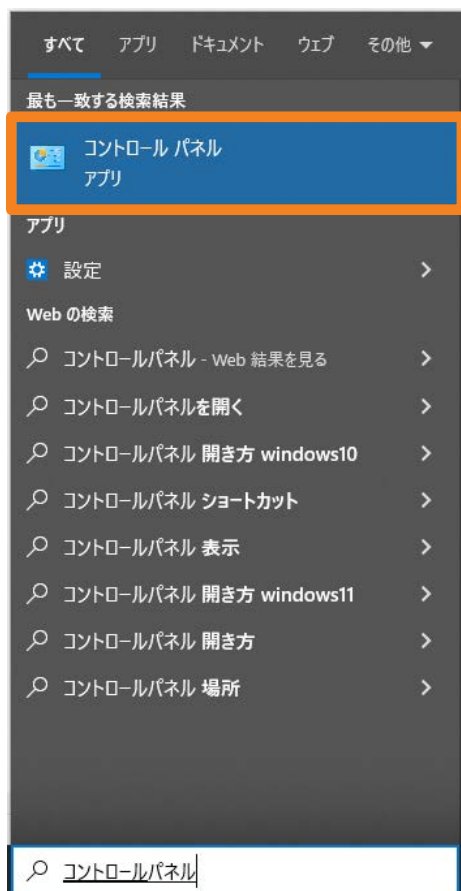 すべて アプリ ドキュメント ウェブ その他
最も一致する検索結果
コントロール パネル
アプリ
アプリ
設定
Web の検索
コントロールパネル - Web 結果を見る
コントロールパネルを開く
コントロールパネル 開き方 windows10
コントロールパネル ショートカット
コントロールパネル 表示
コントロールパネル 開き方 windows11
コントロールパネル 開き方
コントロールパネル 場所
コントロールパネル